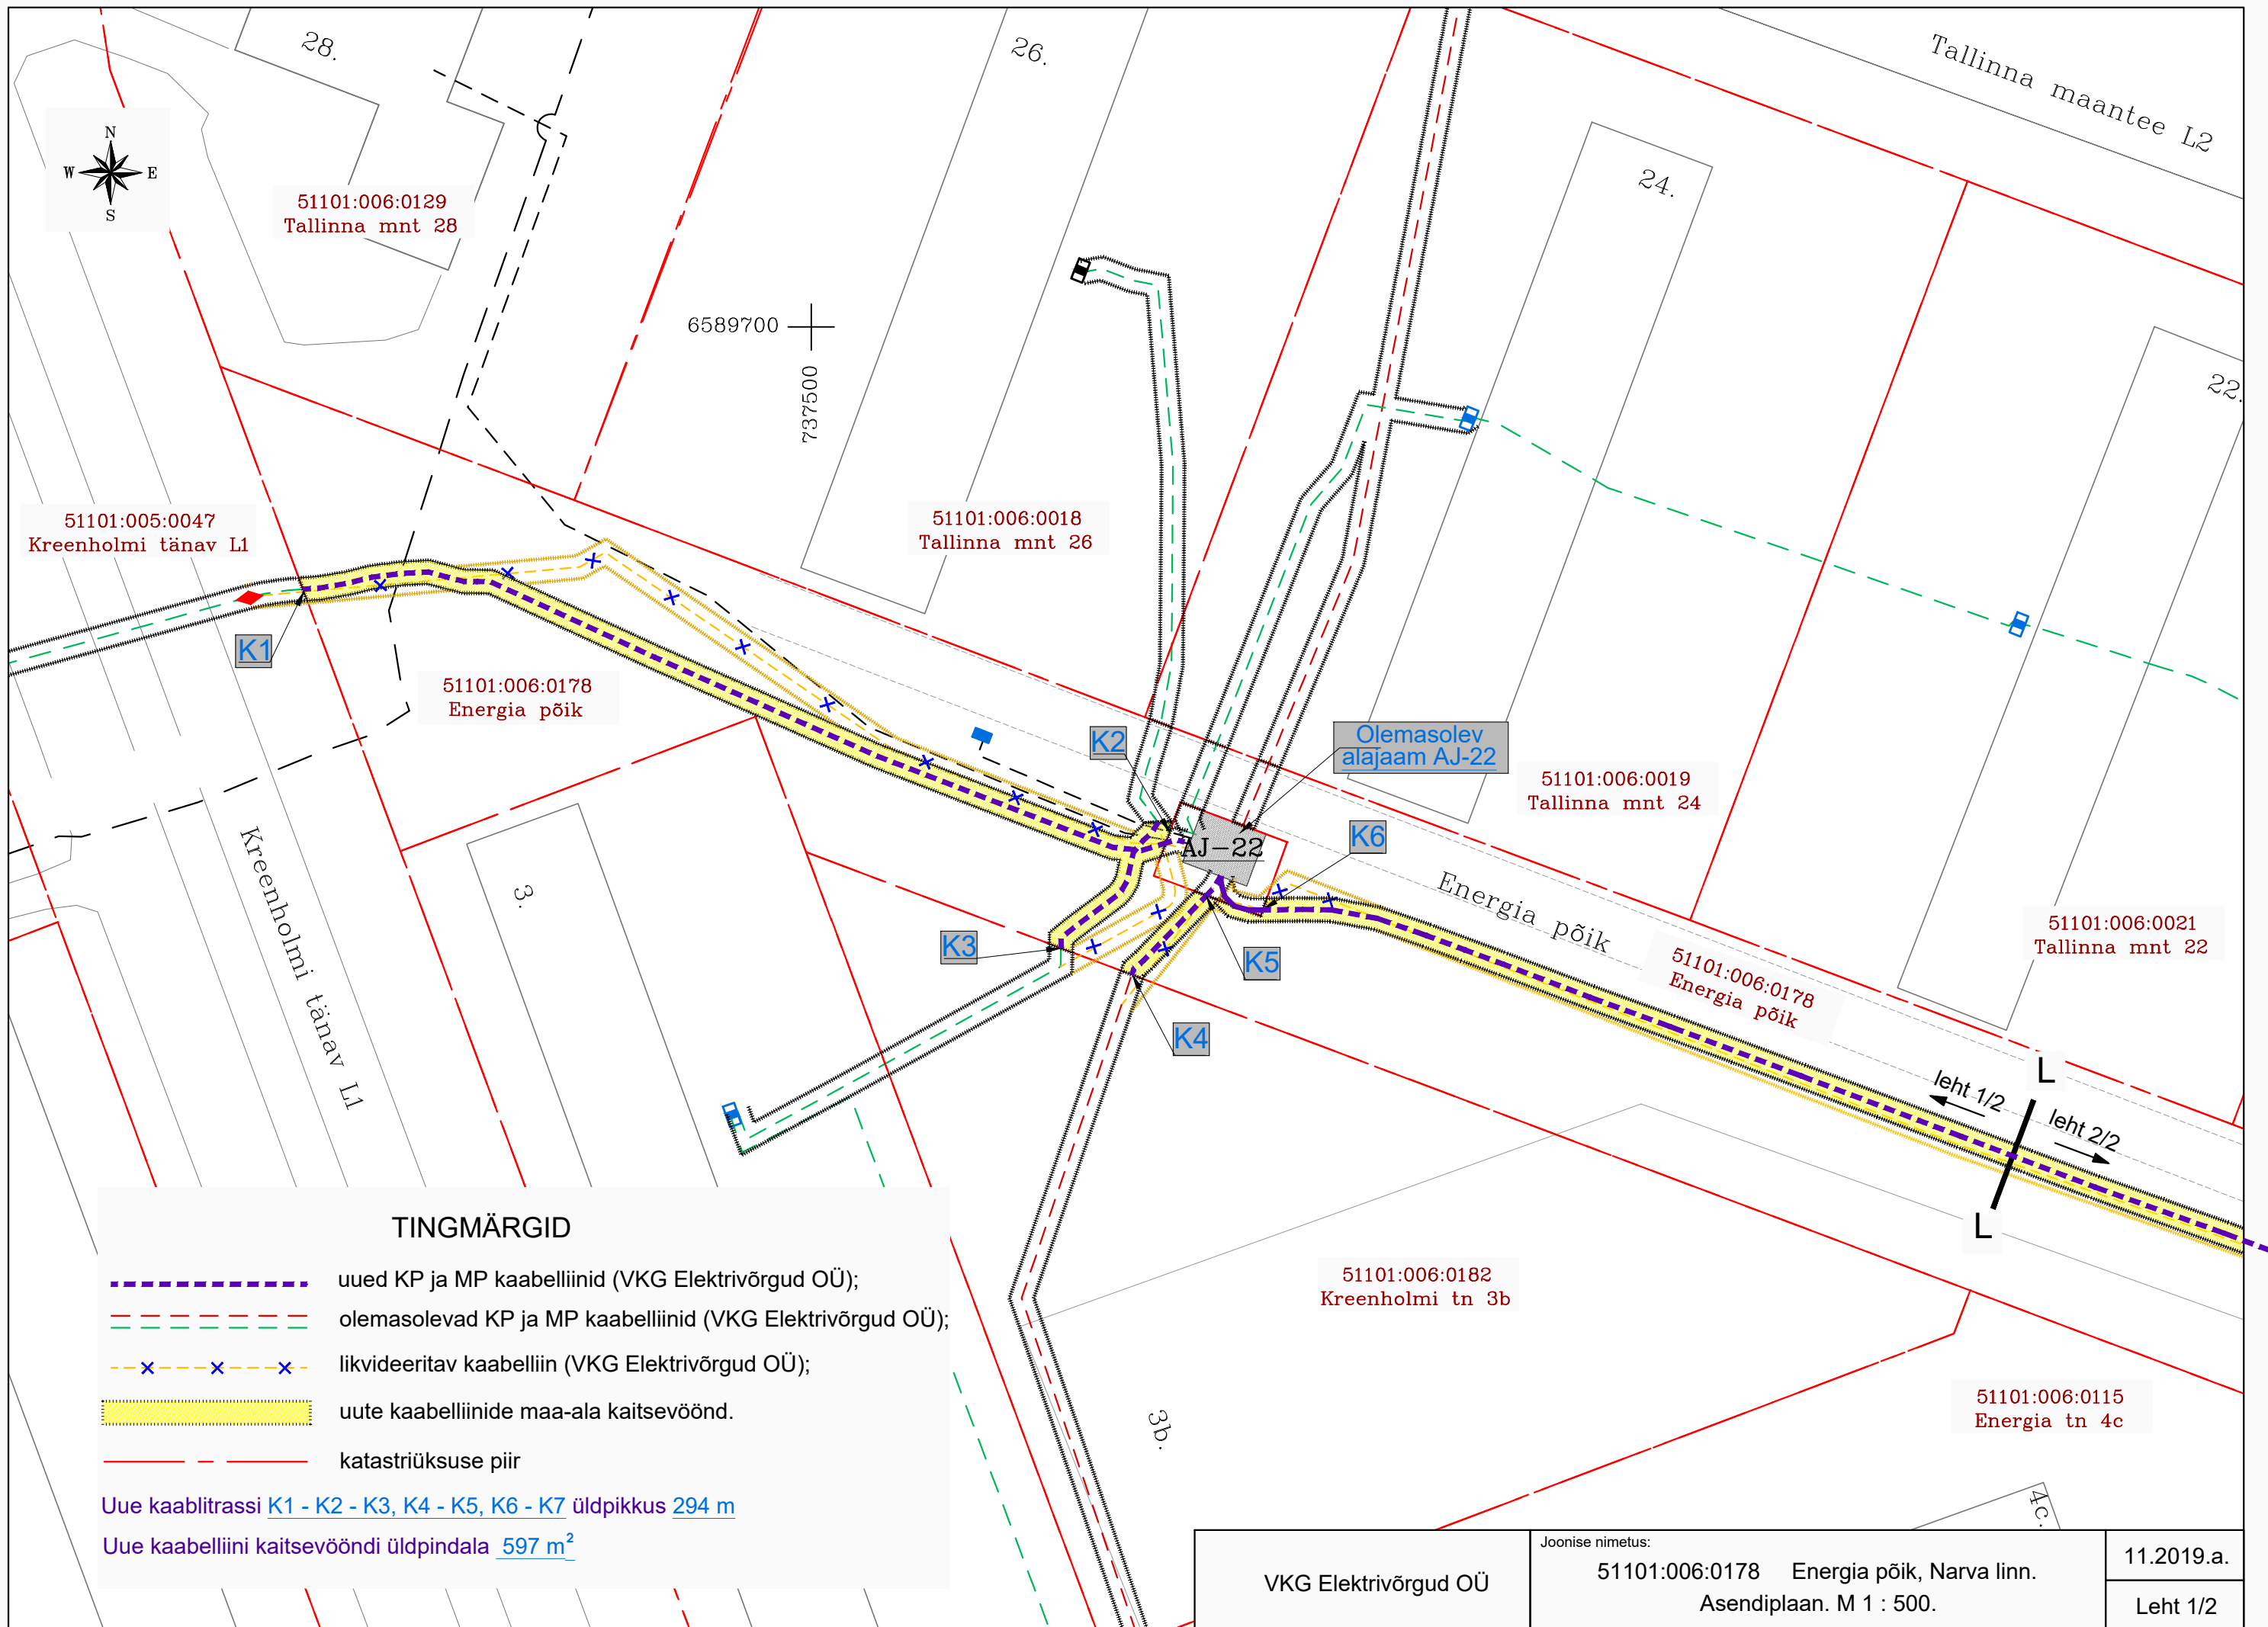 28.
26.
Tallinna maantee L2
N
W E
S
24.
51101:006:0129
Tallinna mnt 28
6589700
737500
22.
51101:005:0047
Kreenholmi tänav L1
51101:006:0018
Tallinna mnt 26
K1
51101:006:0178
Energia põik
K2
Olemasolev
alajaam AJ-22
51101:006:0019
Tallinna mnt 24
AJ-22
K6
3.
Kreenholmi tänav L1
Energia põik
51101:006:0021
Tallinna mnt 22
K3
K5
51101:006:0178
Energia põik
K4
L
leht 1/2
leht 2/2
L
TINGMÄRGID
uued KP ja MP kaabelliinid (VKG Elektrivõrgud OÜ);
olemasolevad KP ja MP kaabelliinid (VKG Elektrivõrgud OÜ);
likvideeritav kaabelliin (VKG Elektrivõrgud OÜ);
uute kaabelliinide maa-ala kaitsevöönd.
katastriüksuse piir
Uue kaablitrassi K1 - K2 - K3, K4 - K5, K6 - K7 üldpikkus 294 m
Uue kaabelliini kaitsevööndi üldpindala 597 m²
51101:006:0182
Kreenholmi tn 3b
3b.
51101:006:0115
Energia tn 4c
4c.
VKG Elektrivõrgud OÜ
Joonise nimetus:
51101:006:0178 Energia põik, Narva linn.
Asendiplaan. M 1 : 500.
11.2019.a.
Leht 1/2